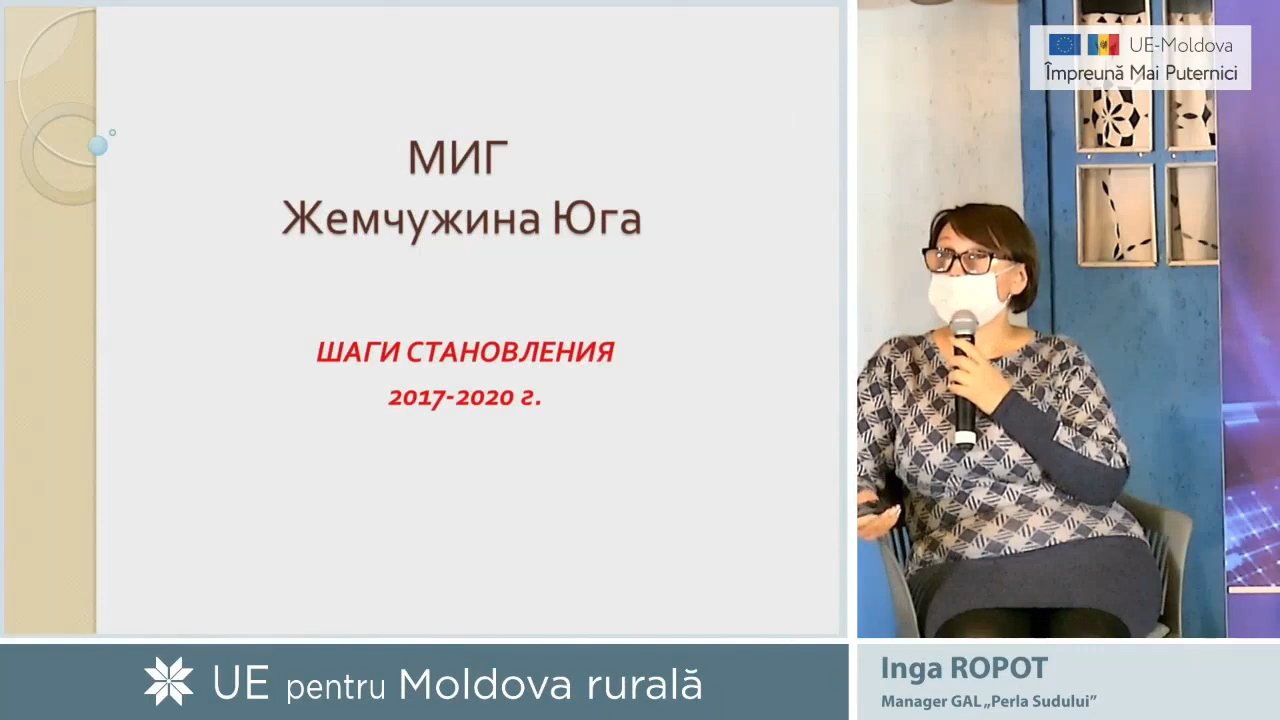 МИГ
Жемчужина Юга
ШАГИ СТАНОВЛЕНИЯ
2017-2020 г.
UE-Moldova
Împreună Mai Puternici
UE pentru Moldova rurală
Inga ROPOT
Manager GAL „Perla Sudului”